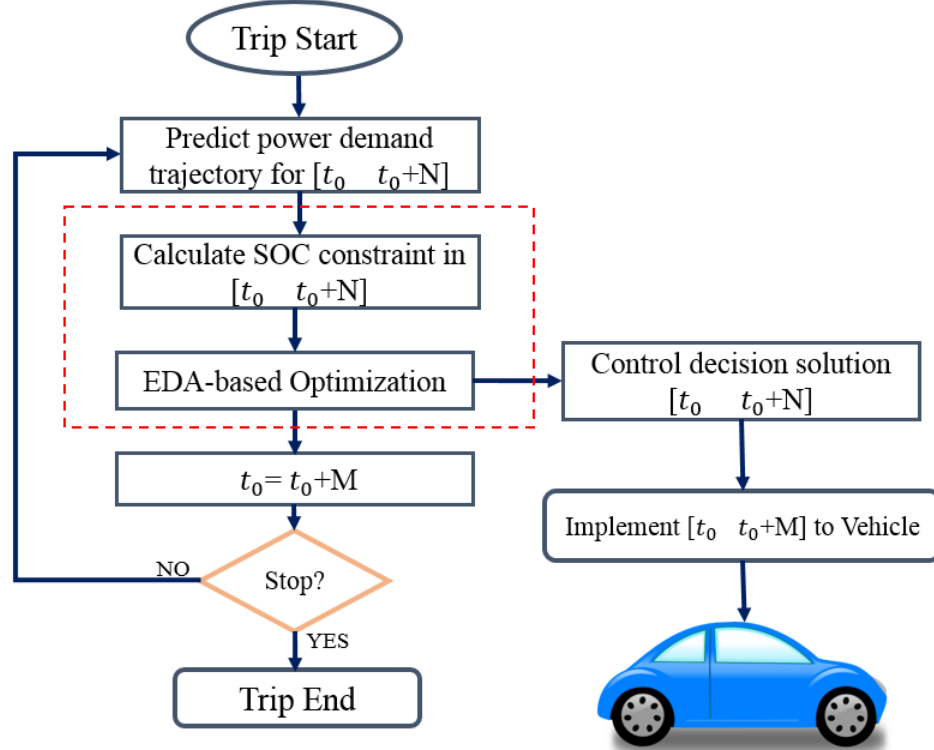 Trip Start
Predict power demand
trajectory for [t₀ t₀+N]
Calculate SOC constraint in
[t₀ t₀+N]
EDA-based Optimization
t₀= t₀+M
Stop?
NO
YES
Trip End
Control decision solution
[t₀ t₀+N]
Implement [t₀ t₀+M] to Vehicle